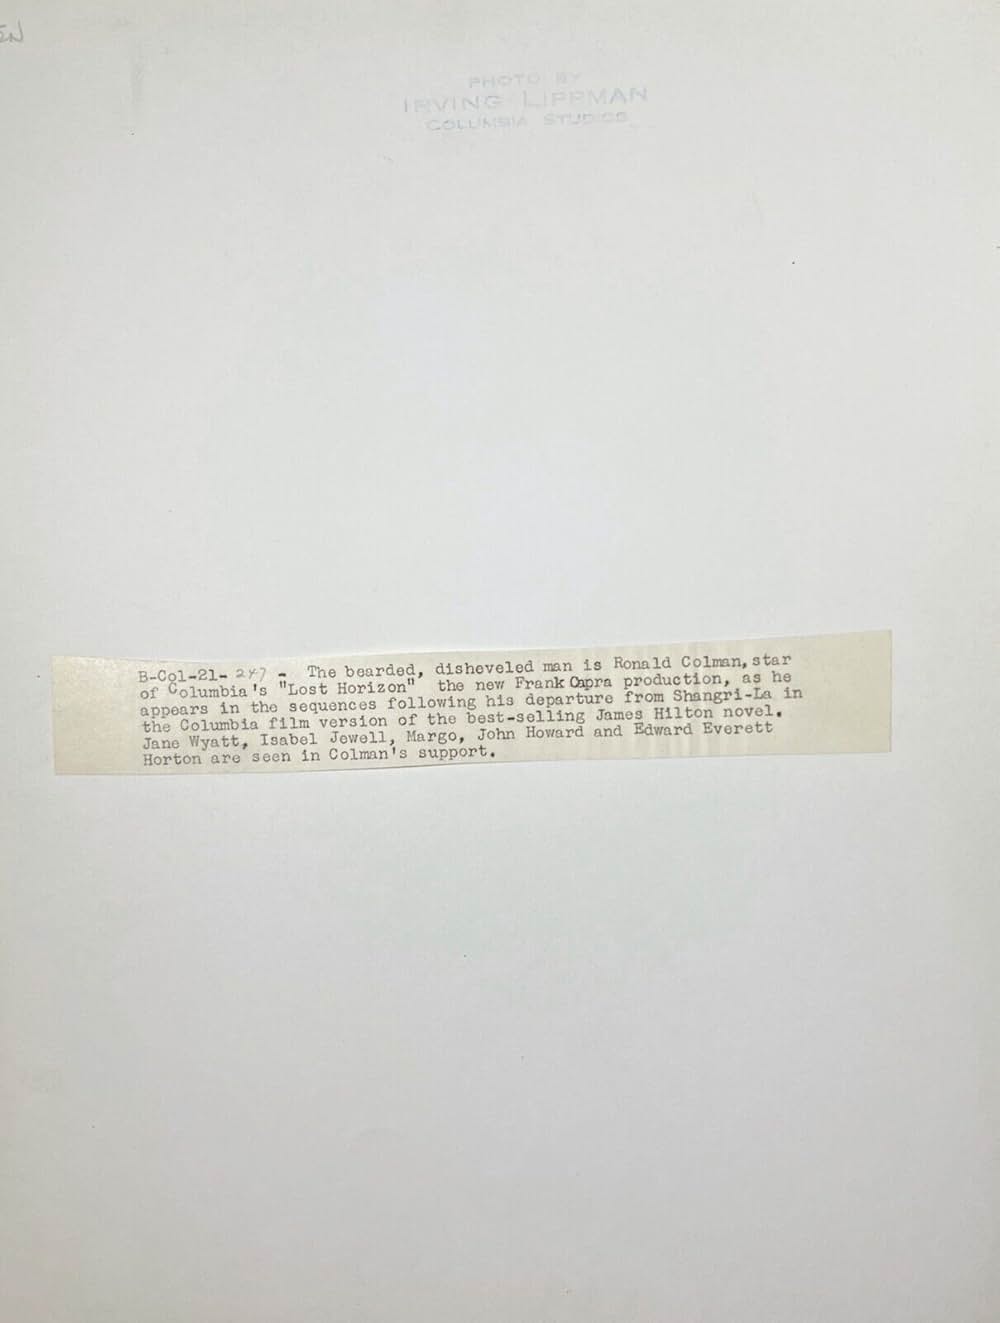 PHOTO BY
IRVING LIPPMAN
COLUMBIA STUDIOS
B-Col-21- 247 - The bearded, disheveled man is Ronald Colman, star
of Columbia's "Lost Horizon" the new Frank Capra production, as he
appears in the sequences following his departure from Shangri-La in
the Columbia film version of the best-selling James Hilton novel.
Jane Wyatt, Isabel Jewell, Margo, John Howard and Edward Everett
Horton are seen in Colman's support.